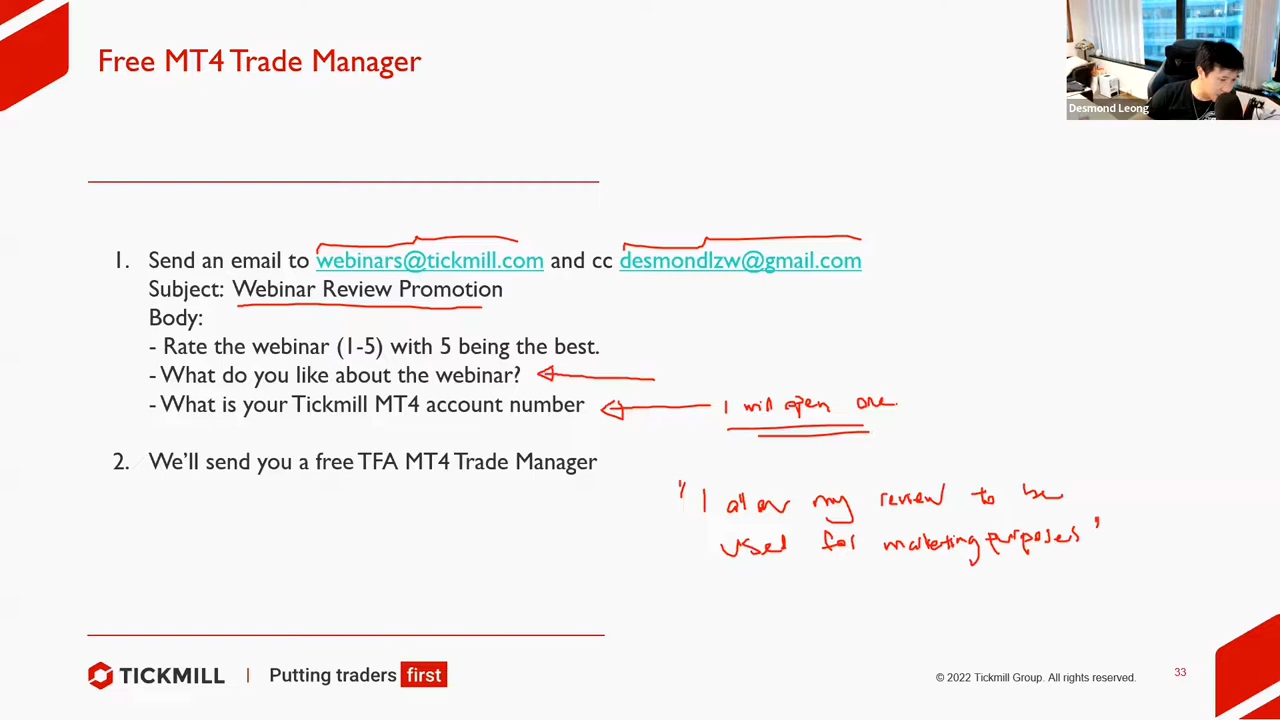 Free MT4 Trade Manager
Desmond Leong
1. Send an email to webinars@tickmill.com and cc desmondlzw@gmail.com
Subject: Webinar Review Promotion
Body:
- Rate the webinar (1-5) with 5 being the best.
- What do you like about the webinar?
- What is your Tickmill MT4 account number
I will open one.
2. We'll send you a free TFA MT4 Trade Manager
"I allow my review to be
used for marketing purposes"
TICKMILL | Putting traders first
© 2022 Tickmill Group. All rights reserved.
33